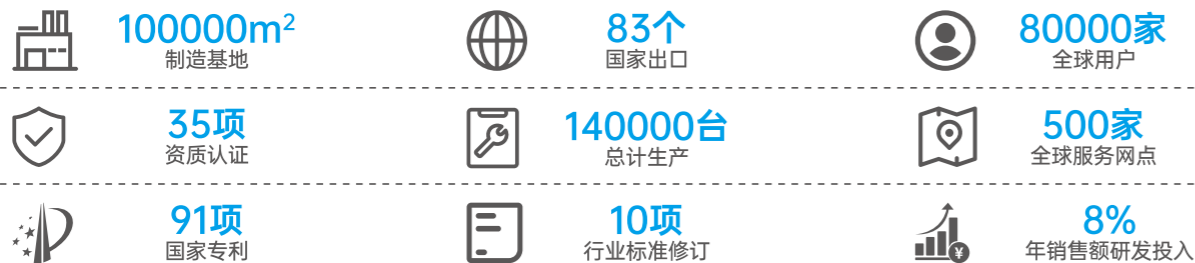 100000m²
制造基地
83个
国家出口
80000家
全球用户
35项
资质认证
140000台
总计生产
500家
全球服务网点
91项
国家专利
10项
行业标准修订
¥
8%
年销售额研发投入